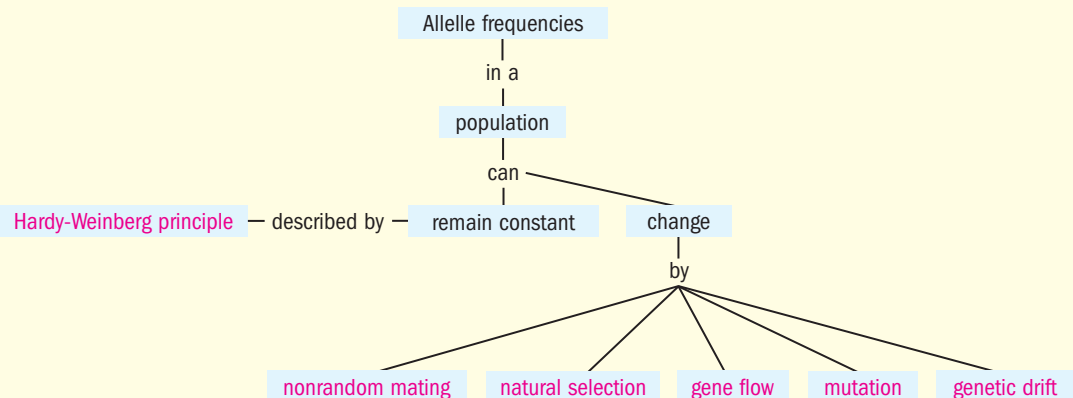 Allelle frequencies
in a
population
can
Hardy-Weinberg principle described by remain constant change
by
nonrandom mating natural selection gene flow mutation genetic drift